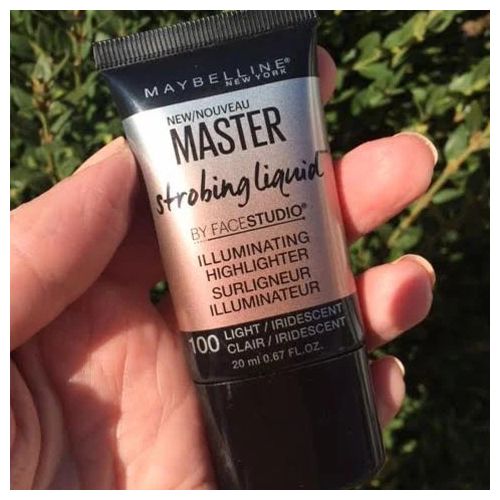 MAYBELLINE
NEW YORK
NEW/NOUVEAU
MASTER
strobing liquid
BY FACESTUDIO®
ILLUMINATING
HIGHLIGHTER
SURLIGNEUR
ILLUMINATEUR
100 LIGHT / IRIDESCENT
CLAIR / IRIDESCENT
20 ml 0.67 FL.OZ.